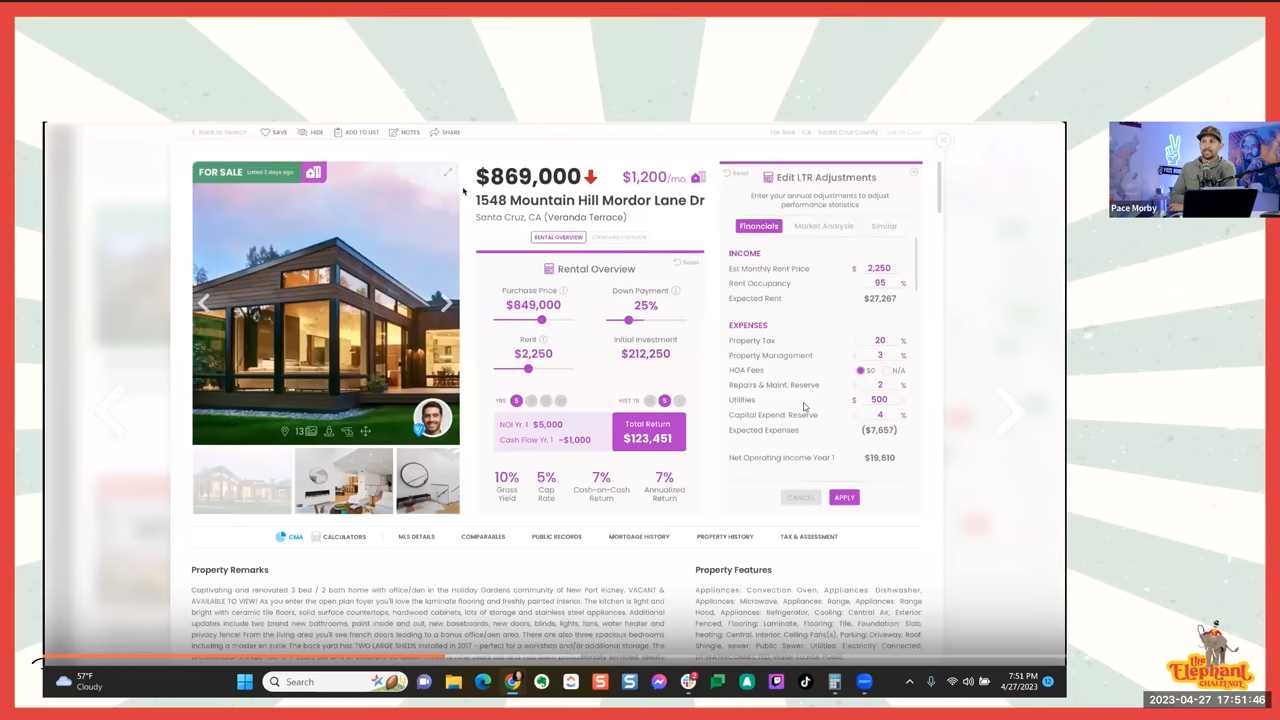 Back to Search
SAVE
HIDE
ADD TO LIST
NOTES
SHARE
For Sale
CA
Santa Cruz County
Santa Cruz
FOR SALE Listed 3 days ago
13
$869,000
$1,200/mo.
1548 Mountain Hill Mordor Lane Dr
Santa Cruz, CA (Veranda Terrace)
RENTAL OVERVIEW
STANDARD OVERVIEW
Reset
Rental Overview
Purchase Price
Down Payment
$849,000
25%
Rent
Initial Investment
$2,250
$212,250
YRS 5
HIST YR 5
NOI Yr. 1 $5,000
Cash Flow Yr. 1 -$1,000
Total Return
$123,451
10%
5%
7%
7%
Gross Yield
Cap Rate
Cash-on-Cash Return
Annualized Return
Reset
Edit LTR Adjustments
Enter your annual adjustments to adjust
performance statistics
Financials
Market Analysis
Similar
INCOME
Est Monthly Rent Price $ 2,250
Rent Occupancy 95 %
Expected Rent $27,267
EXPENSES
Property Tax 20 %
Property Management 3 %
HOA Fees $0 N/A
Repairs & Maint. Reserve 2 %
Utilities $ 500
Capital Expend. Reserve 4 %
Expected Expenses ($7,657)
Net Operating Income Year 1 $19,610
CANCEL
APPLY
CMA
CALCULATORS
MLS DETAILS
COMPARABLES
PUBLIC RECORDS
MORTGAGE HISTORY
PROPERTY HISTORY
TAX & ASSESSMENT
Property Remarks
Captivating and renovated 3 bed / 2 bath home with office/den in the Holiday Gardens community of New Port Richey. VACANT &
AVAILABLE TO VIEW! As you enter the open plan foyer you'll love the laminate flooring and freshly painted interior. The kitchen is light and
bright with ceramic tile floors, solid surface countertops, hardwood cabinets, lots of storage and stainless steel appliances. Additional
updates include two brand new bathrooms, paint inside and out, new baseboards, new doors, blinds, lights, fans, water heater and
privacy fence! From the living area you'll see french doors leading to a bonus office/den area. There are also three spacious bedrooms
including a master en suite. The back yard has TWO LARGE SHEDS installed in 2017 - perfect for a workshop and/or additional storage. The
Property Features
Appliances: Convection Oven, Appliances: Dishwasher,
Appliances: Microwave, Appliances: Range, Appliances: Range
Hood, Appliances: Refrigerator, Cooling: Central Air, Exterior:
Fenced, Flooring: Laminate, Flooring: Tile, Foundation: Slab,
heating: Central, Interior: Ceiling Fans(s), Parking: Driveway, Roof:
Shingle, sewer: Public Sewer, Utilities: Electricity Connected,
Pace Morby
57°F
Cloudy
Search
7:51 PM
4/27/2023
the
Elephant
CHALLENGE
2023-04-27 17:51:46